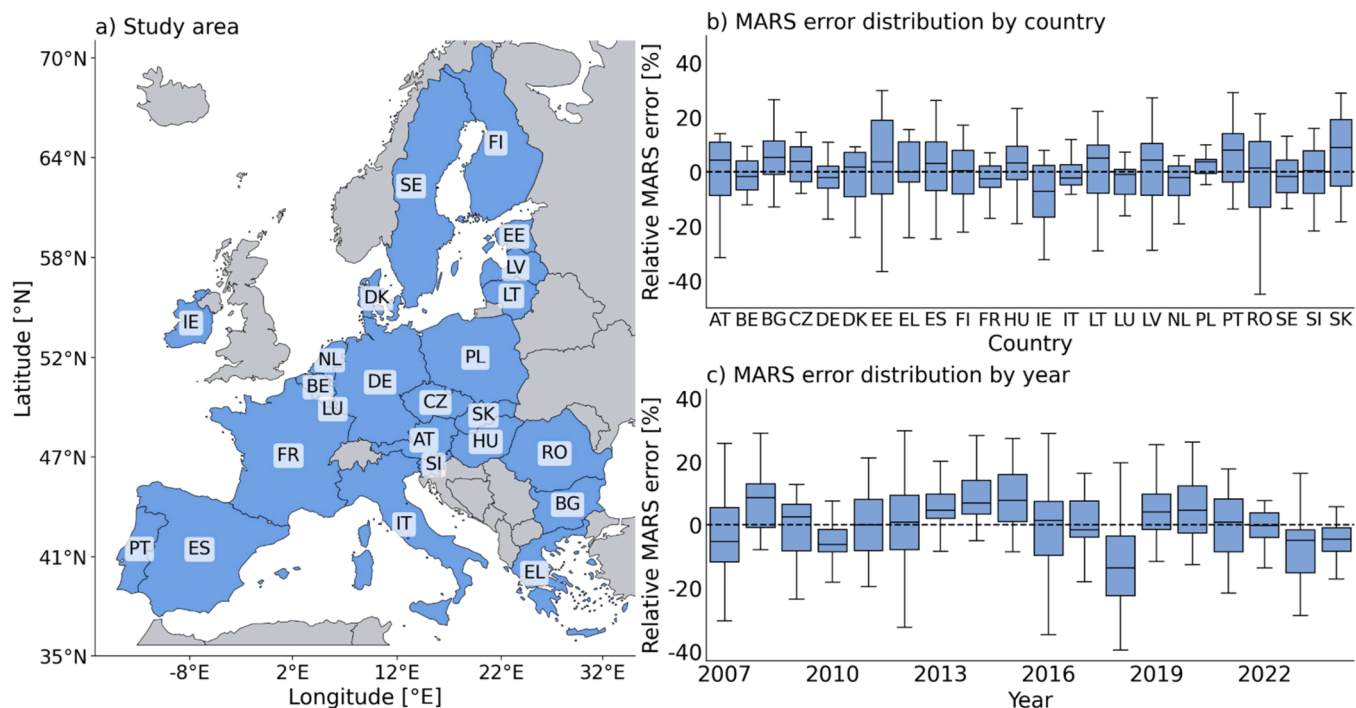 a) Study area
70°N
64°N
58°N
52°N
47°N
41°N
35°N
Latitude [°N]
FI
SE
EE
LV
LT
DK
IE
NL
PL
DE
BE
CZ
LU
SK
AT
HU
FR
RO
SI
BG
IT
PT
ES
EL
-8°E 2°E 12°E 22°E 32°E
Longitude [°E]
b) MARS error distribution by country
Relative MARS error [%]
40
20
0
-20
-40
AT BE BG CZ DE DK EE EL ES FI FR HU IE IT LT LU LV NL PL PT RO SE SI SK
Country
c) MARS error distribution by year
Relative MARS error [%]
40
20
0
-20
-40
2007 2010 2013 2016 2019 2022
Year